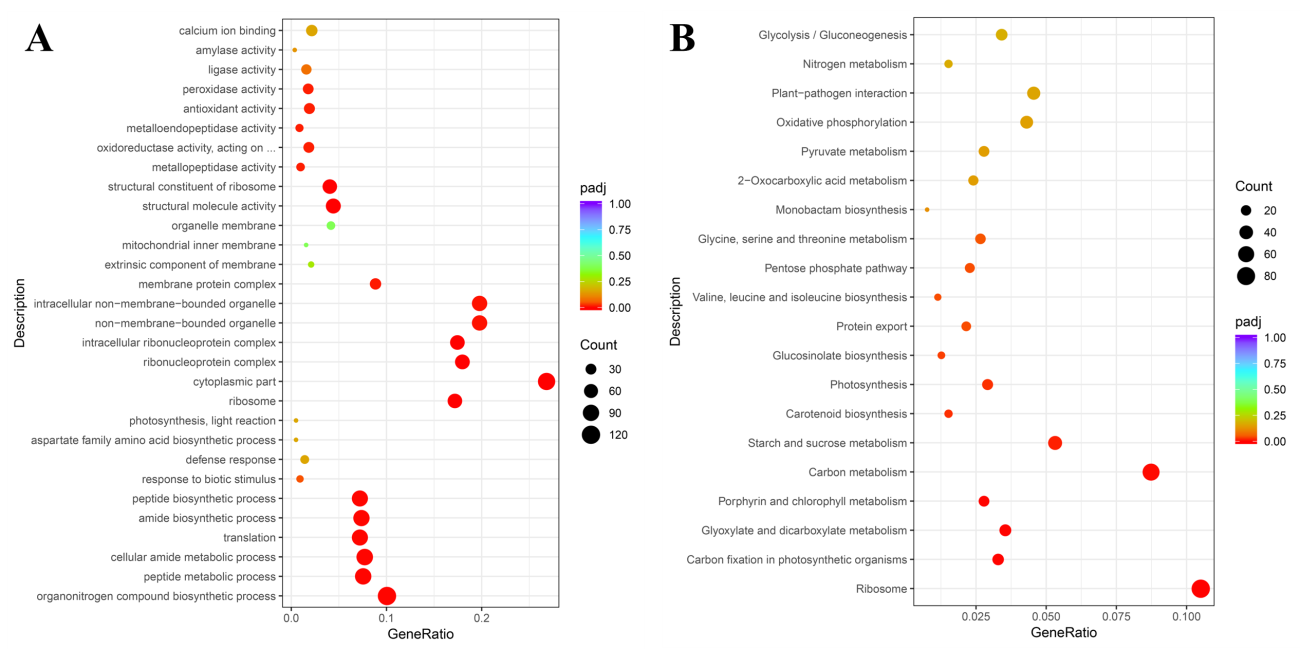 A
Description
calcium ion binding
amylase activity
ligase activity
peroxidase activity
antioxidant activity
metalloendopeptidase activity
oxidoreductase activity, acting on ...
metallopeptidase activity
structural constituent of ribosome
structural molecule activity
organelle membrane
mitochondrial inner membrane
extrinsic component of membrane
membrane protein complex
intracellular non−membrane−bounded organelle
non−membrane−bounded organelle
intracellular ribonucleoprotein complex
ribonucleoprotein complex
cytoplasmic part
ribosome
photosynthesis, light reaction
aspartate family amino acid biosynthetic process
defense response
response to biotic stimulus
peptide biosynthetic process
amide biosynthetic process
translation
cellular amide metabolic process
peptide metabolic process
organonitrogen compound biosynthetic process
0.0 0.1 0.2
GeneRatio
padj
1.00
0.75
0.50
0.25
0.00
Count
30
60
90
120
B
Description
Glycolysis / Gluconeogenesis
Nitrogen metabolism
Plant−pathogen interaction
Oxidative phosphorylation
Pyruvate metabolism
2−Oxocarboxylic acid metabolism
Monobactam biosynthesis
Glycine, serine and threonine metabolism
Pentose phosphate pathway
Valine, leucine and isoleucine biosynthesis
Protein export
Glucosinolate biosynthesis
Photosynthesis
Carotenoid biosynthesis
Starch and sucrose metabolism
Carbon metabolism
Porphyrin and chlorophyll metabolism
Glyoxylate and dicarboxylate metabolism
Carbon fixation in photosynthetic organisms
Ribosome
0.025 0.050 0.075 0.100
GeneRatio
Count
20
40
60
80
padj
1.00
0.75
0.50
0.25
0.00